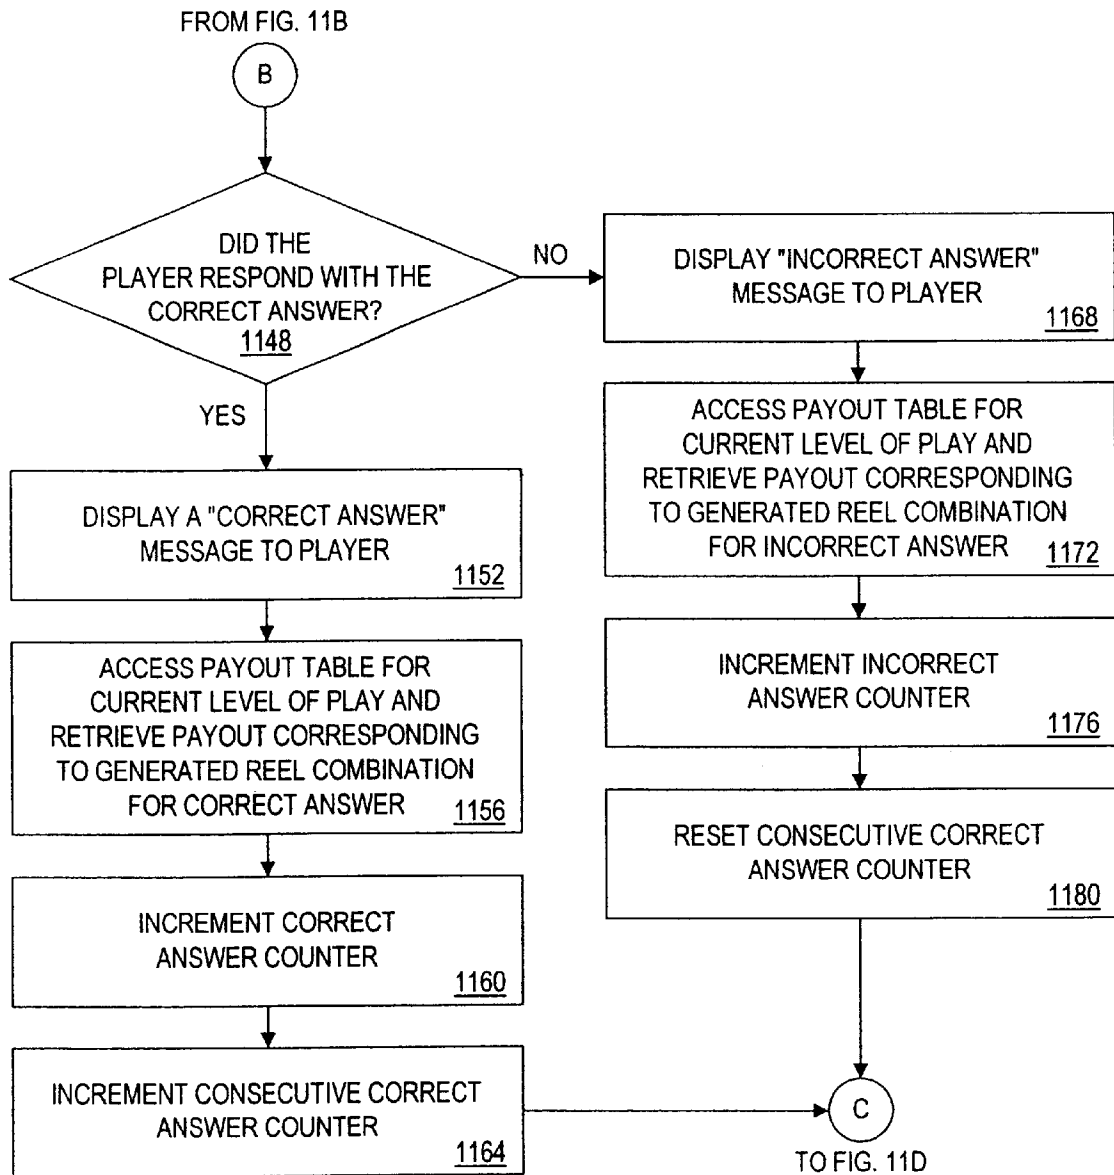 FROM FIG. 11B
B
DID THE
PLAYER RESPOND WITH THE
CORRECT ANSWER?
1148
NO
YES
DISPLAY A "CORRECT ANSWER"
MESSAGE TO PLAYER
1152
ACCESS PAYOUT TABLE FOR
CURRENT LEVEL OF PLAY AND
RETRIEVE PAYOUT CORRESPONDING
TO GENERATED REEL COMBINATION
FOR CORRECT ANSWER
1156
INCREMENT CORRECT
ANSWER COUNTER
1160
INCREMENT CONSECUTIVE CORRECT
ANSWER COUNTER
1164
DISPLAY "INCORRECT ANSWER"
MESSAGE TO PLAYER
1168
ACCESS PAYOUT TABLE FOR
CURRENT LEVEL OF PLAY AND
RETRIEVE PAYOUT CORRESPONDING
TO GENERATED REEL COMBINATION
FOR INCORRECT ANSWER
1172
INCREMENT INCORRECT
ANSWER COUNTER
1176
RESET CONSECUTIVE CORRECT
ANSWER COUNTER
1180
C
TO FIG. 11D